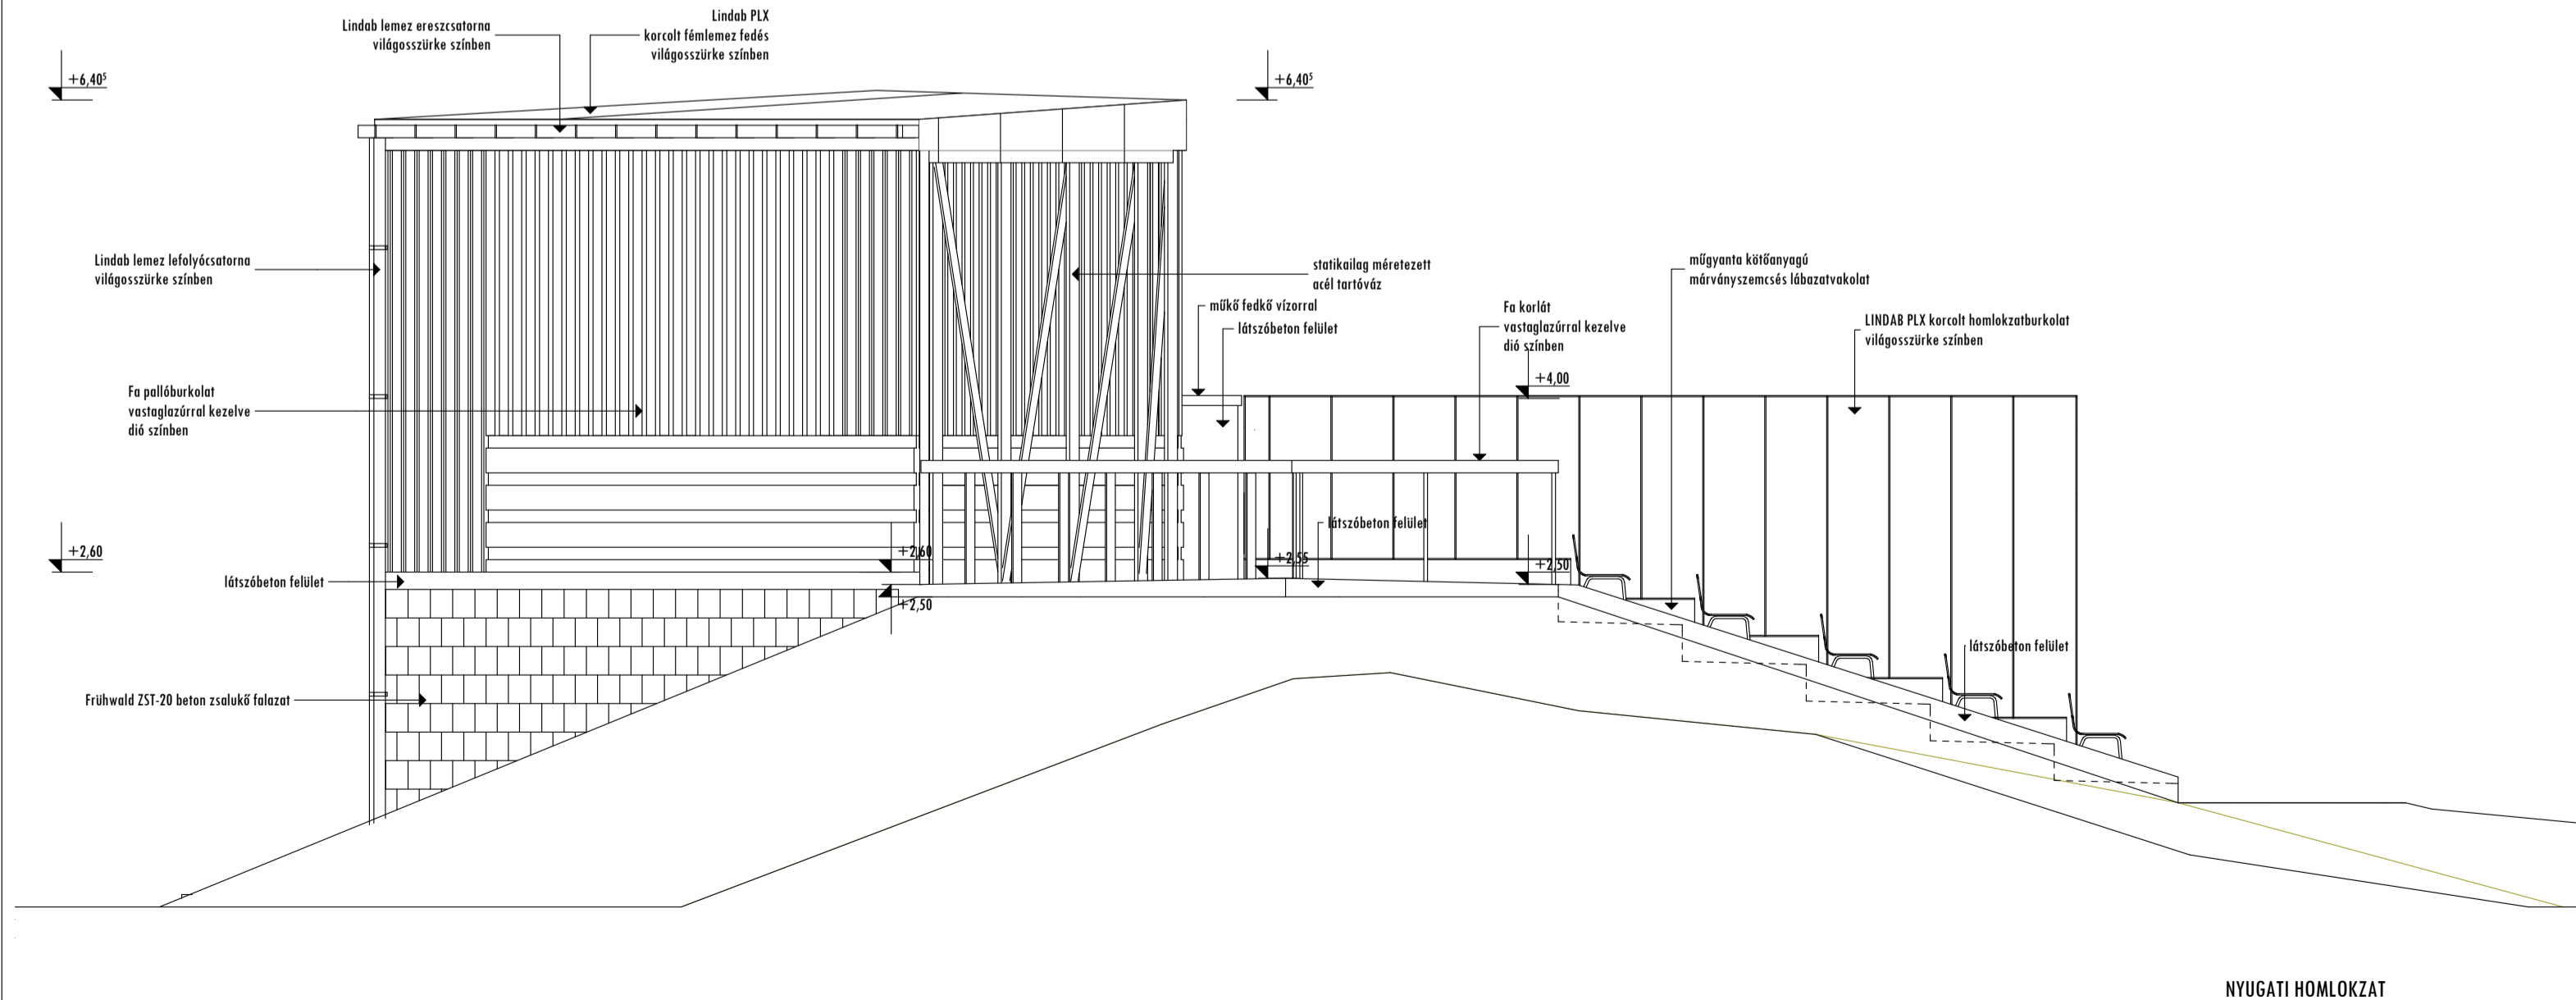 Lindab lemez ereszcsatorna
világosszürke színben
Lindab PLX
korcolt fémlemez fedés
világosszürke színben
+6,40⁵
+6,40⁵
Lindab lemez lefolyócsatorna
világosszürke színben
statikailag méretezett
acél tartóváz
műgyanta kötőanyagú
márványszemcsés lábazatvakolat
műkő fedkő vízorral
látszóbeton felület
Fa korlát
vastaglazúrral kezelve
dió színben
LINDAB PLX korcolt homlokzatburkolat
világosszürke színben
+4,00
Fa pallóburkolat
vastaglazúrral kezelve
dió színben
látszóbeton felület
+2,60
+2,60
+2,55
+2,50
látszóbeton felület
+2,50
látszóbeton felület
Frühwald ZST-20 beton zsalukő falazat
NYUGATI HOMLOKZAT